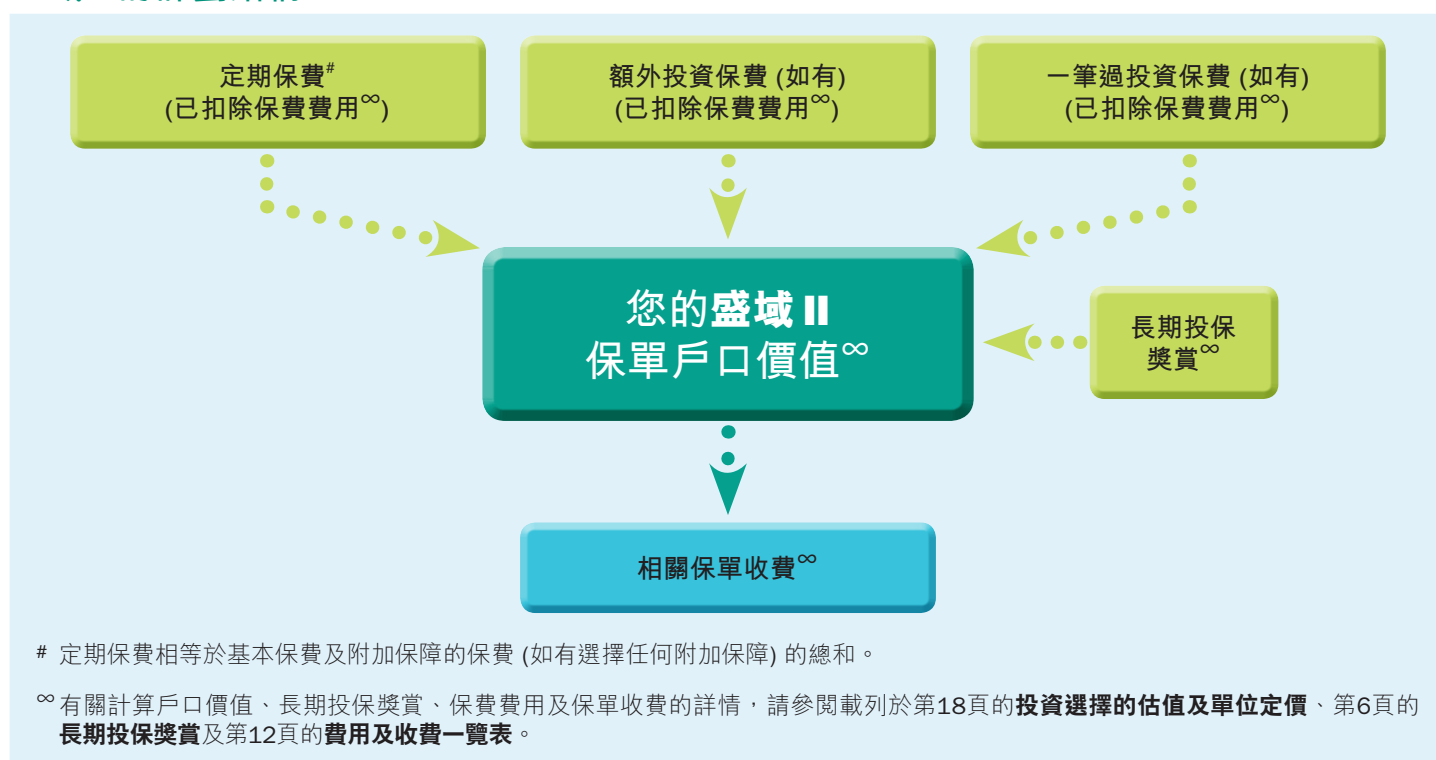 定期保費#
(已扣除保費費用∞)
額外投資保費 (如有)
(已扣除保費費用∞)
一筆過投資保費 (如有)
(已扣除保費費用∞)
您的盛域 II
保單戶口價值∞
長期投保
獎賞∞
相關保單收費∞
# 定期保費相等於基本保費及附加保障的保費 (如有選擇任何附加保障) 的總和。
∞ 有關計算戶口價值、長期投保獎賞、保費費用及保單收費的詳情，請參閱載列於第18頁的投資選擇的估值及單位定價、第6頁的
長期投保獎賞及第12頁的費用及收費一覽表。